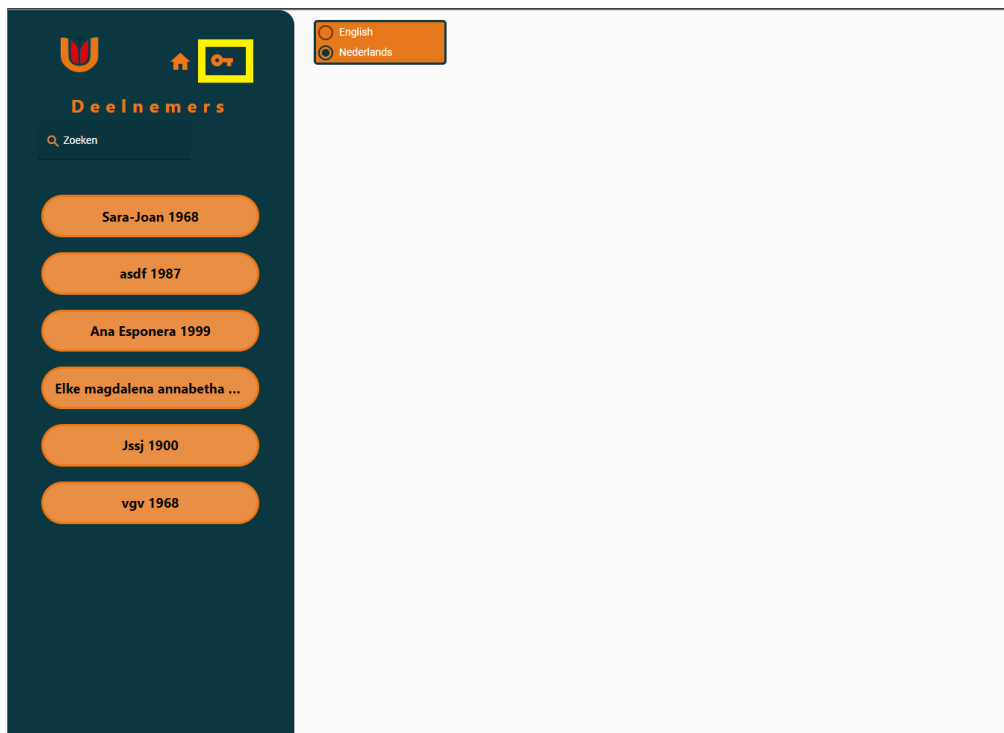 English
Nederlands
Deelnemers
Zoeken
Sara-Joan 1968
asdf 1987
Ana Esponera 1999
Elke magdalena annabetha ...
Jssj 1900
vgv 1968